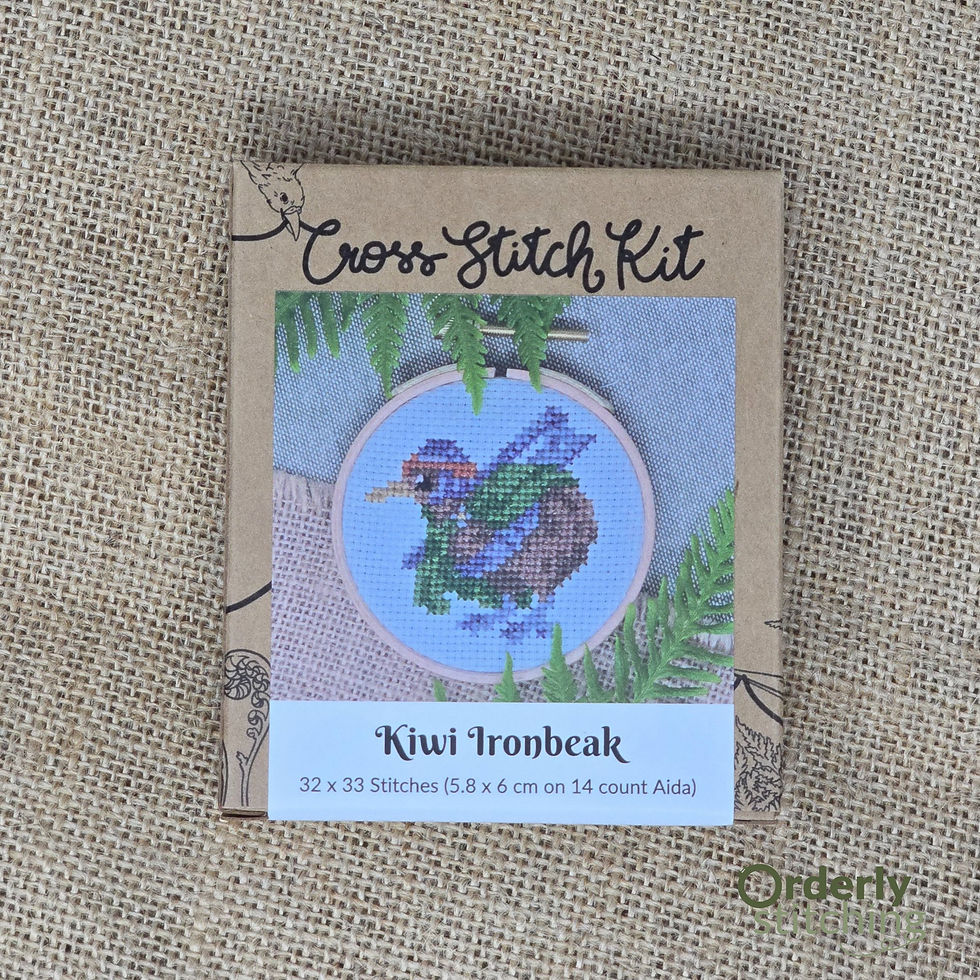 Cross Stitch Kit
Kiwi Ironbeak
32 x 33 Stitches (5.8 x 6 cm on 14 count Aida)
Orderly
stitching